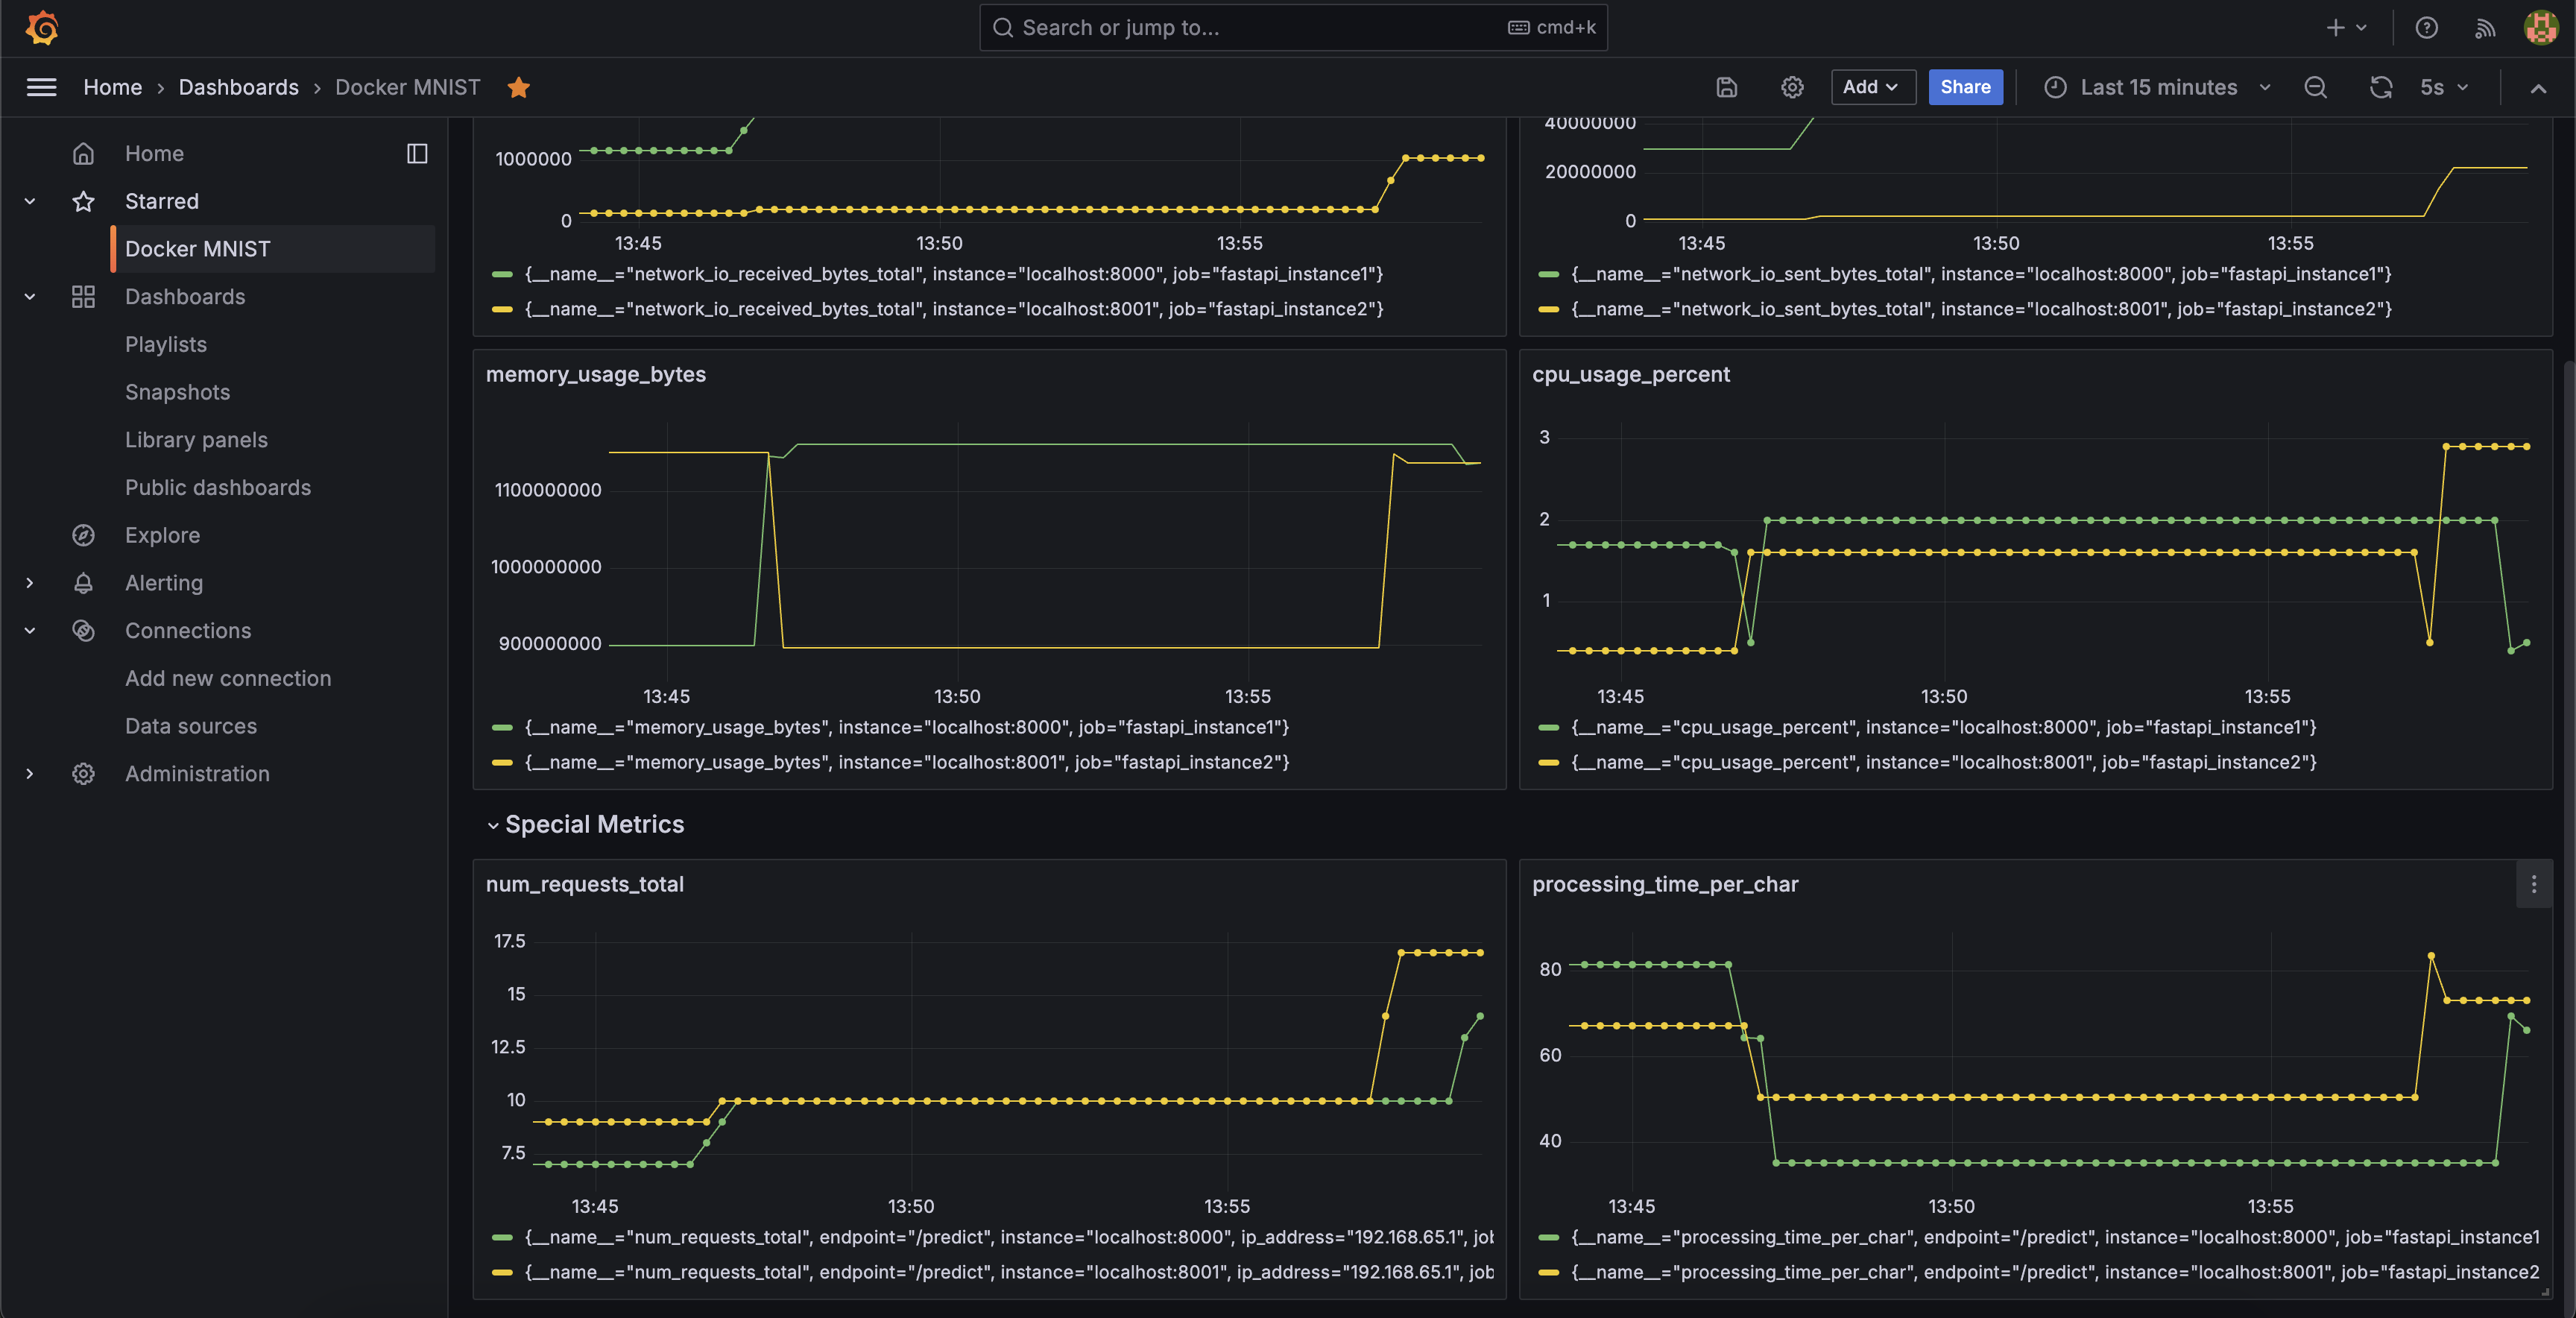 Search or jump to...
cmd+k
Home › Dashboards › Docker MNIST
Add
Share
Last 15 minutes
5s
Home
Starred
Docker MNIST
Dashboards
Playlists
Snapshots
Library panels
Public dashboards
Explore
Alerting
Connections
Add new connection
Data sources
Administration
1000000
0
13:45 13:50 13:55
{__name__="network_io_received_bytes_total", instance="localhost:8000", job="fastapi_instance1"}
{__name__="network_io_received_bytes_total", instance="localhost:8001", job="fastapi_instance2"}
40000000
20000000
0
13:45 13:50 13:55
{__name__="network_io_sent_bytes_total", instance="localhost:8000", job="fastapi_instance1"}
{__name__="network_io_sent_bytes_total", instance="localhost:8001", job="fastapi_instance2"}
memory_usage_bytes
1100000000
1000000000
900000000
13:45 13:50 13:55
{__name__="memory_usage_bytes", instance="localhost:8000", job="fastapi_instance1"}
{__name__="memory_usage_bytes", instance="localhost:8001", job="fastapi_instance2"}
cpu_usage_percent
3
2
1
13:45 13:50 13:55
{__name__="cpu_usage_percent", instance="localhost:8000", job="fastapi_instance1"}
{__name__="cpu_usage_percent", instance="localhost:8001", job="fastapi_instance2"}
Special Metrics
num_requests_total
17.5
15
12.5
10
7.5
13:45 13:50 13:55
{__name__="num_requests_total", endpoint="/predict", instance="localhost:8000", ip_address="192.168.65.1", job
{__name__="num_requests_total", endpoint="/predict", instance="localhost:8001", ip_address="192.168.65.1", job
processing_time_per_char
80
60
40
13:45 13:50 13:55
{__name__="processing_time_per_char", endpoint="/predict", instance="localhost:8000", job="fastapi_instance1
{__name__="processing_time_per_char", endpoint="/predict", instance="localhost:8001", job="fastapi_instance2